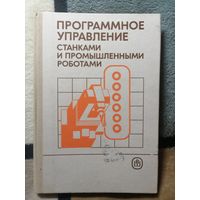 ПРОГРАММНОЕ
УПРАВЛЕНИЕ
СТАНКАМИ
И ПРОМЫШЛЕННЫМИ
РОБОТАМИ